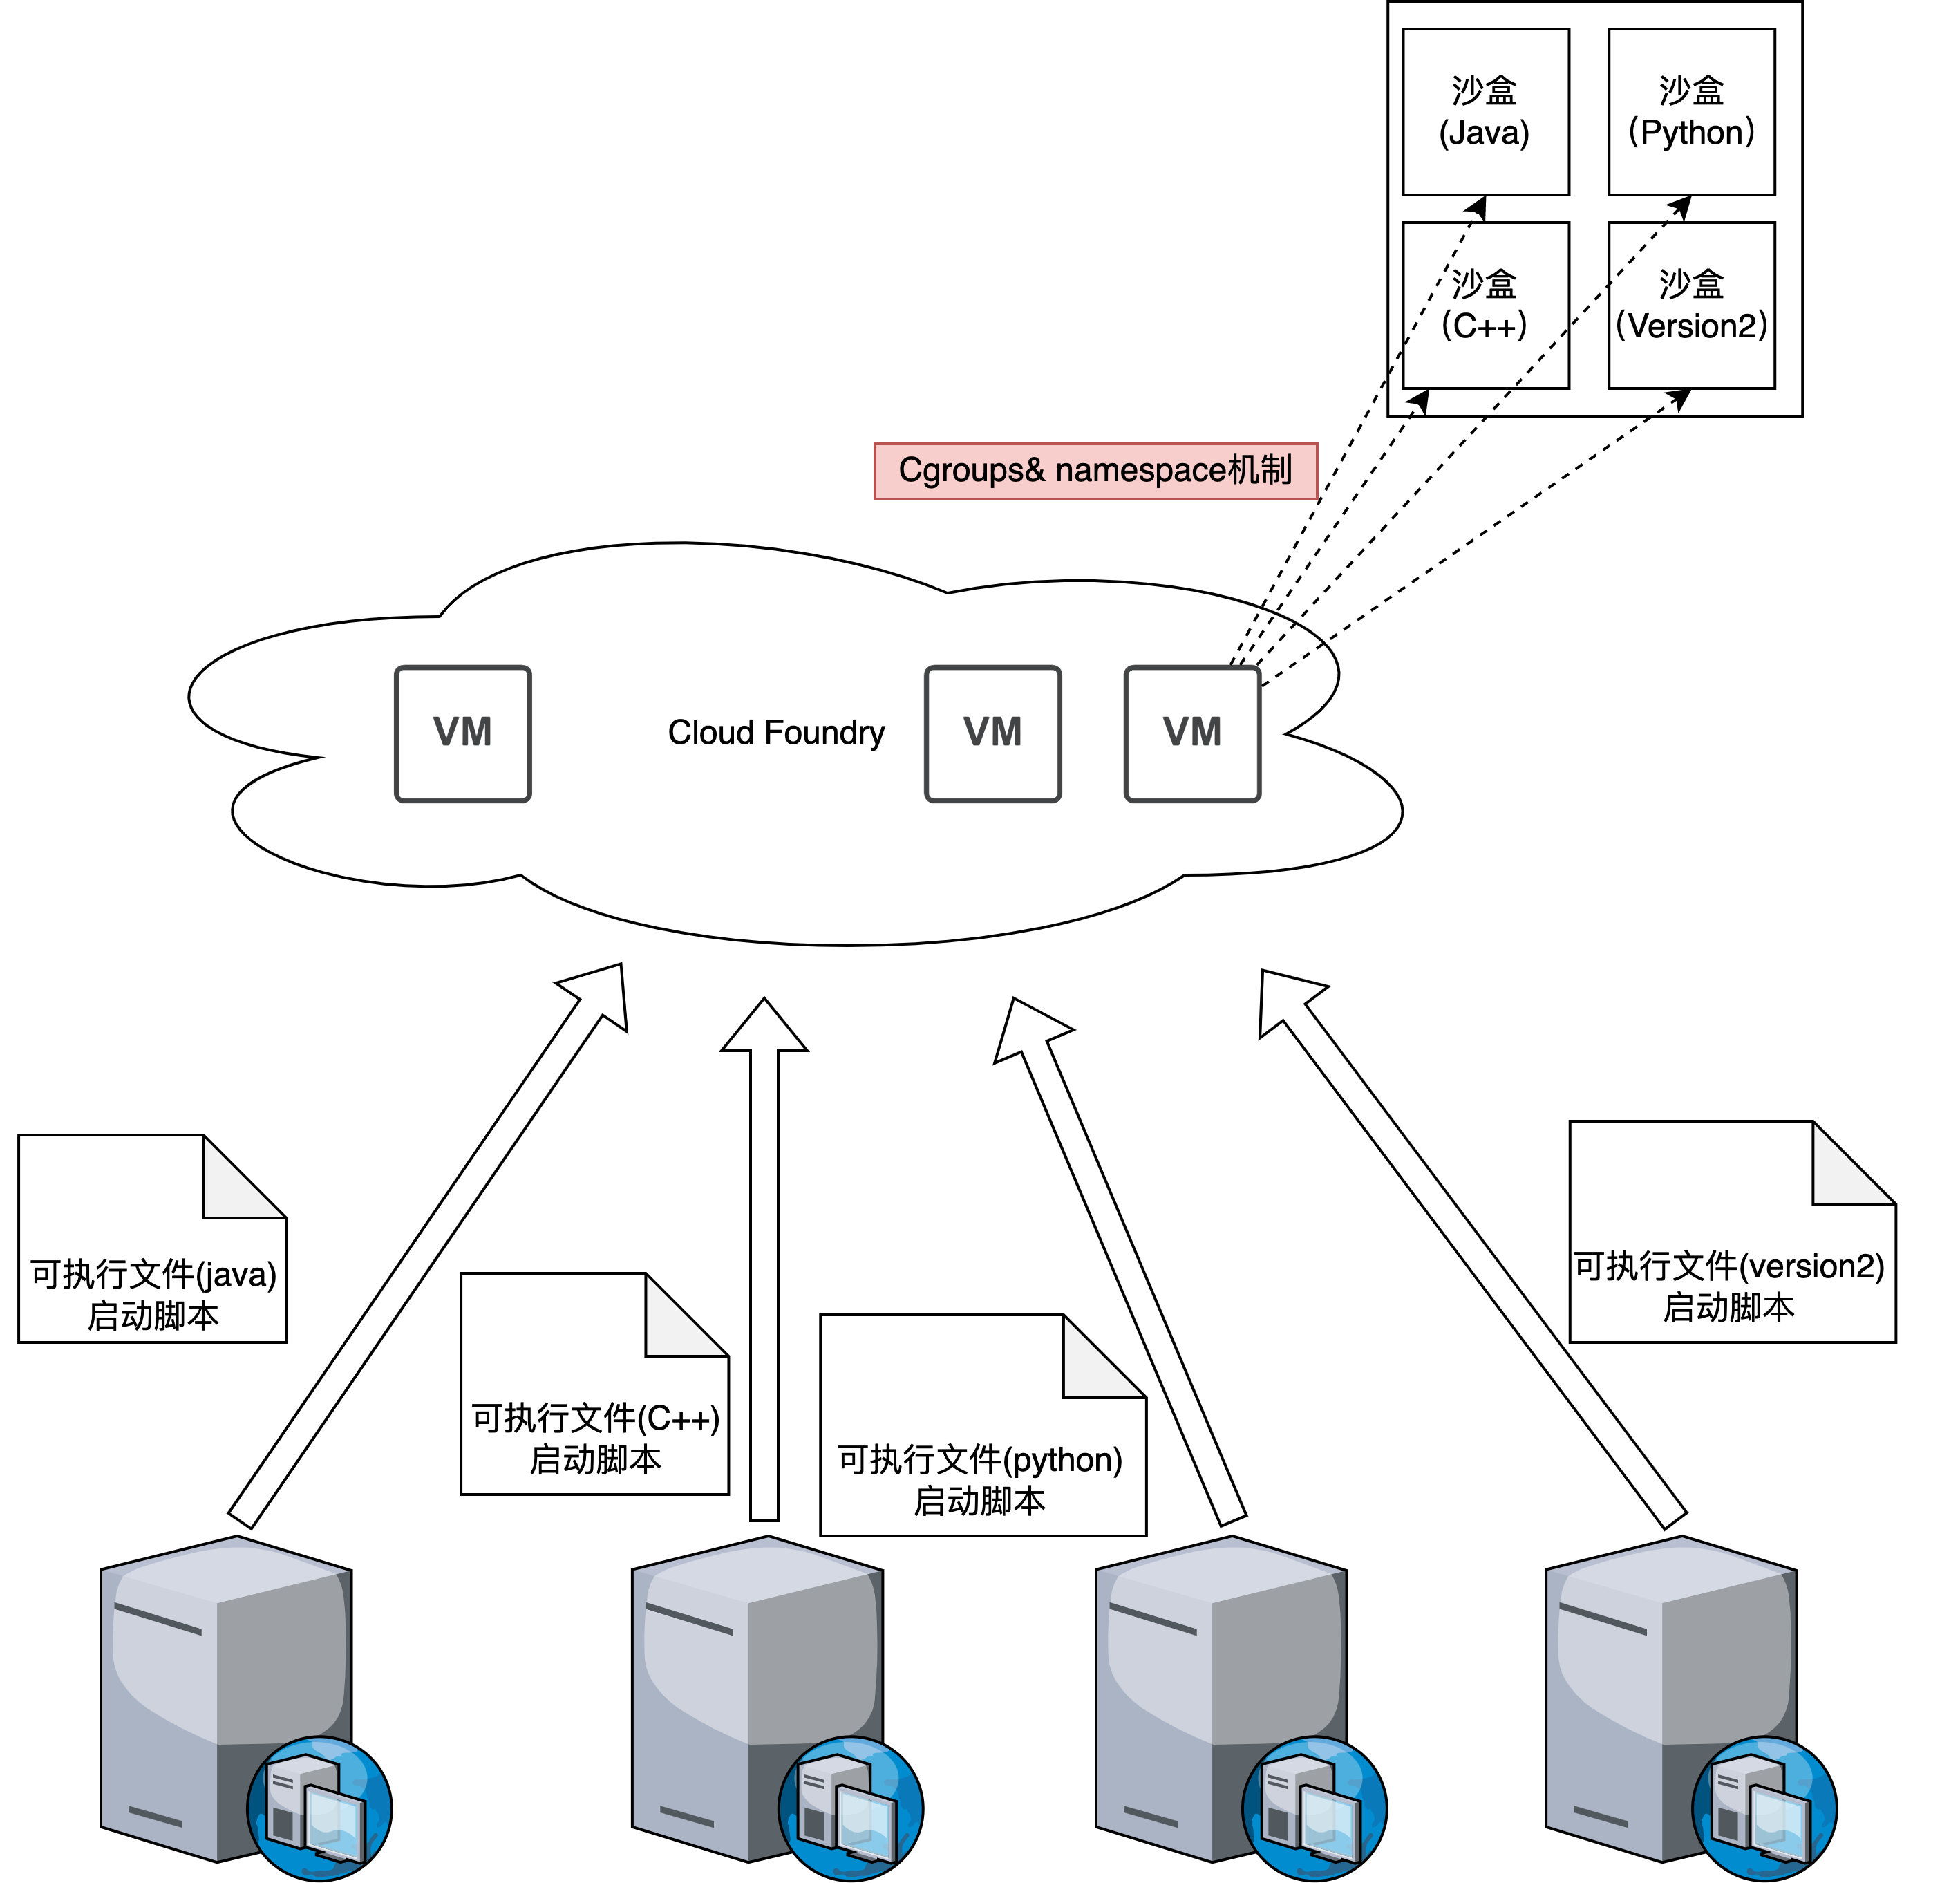 沙盒
(Java)
沙盒
(Python)
沙盒
(C++)
沙盒
(Version2)
Cgroups& namespace机制
VM
Cloud Foundry
VM
VM
可执行文件(java)
启动脚本
可执行文件(C++)
启动脚本
可执行文件(python)
启动脚本
可执行文件(version2)
启动脚本